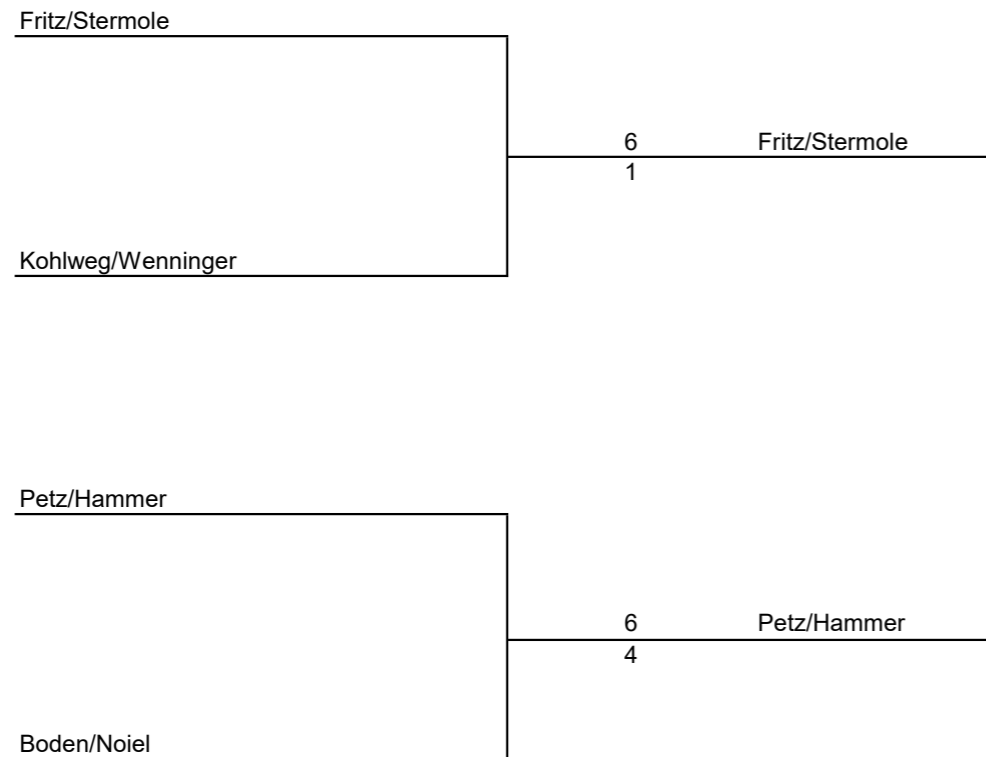 Fritz/Stermole
6 Fritz/Stermole
1
Kohlweg/Wenninger
Petz/Hammer
6 Petz/Hammer
4
Boden/Noiel